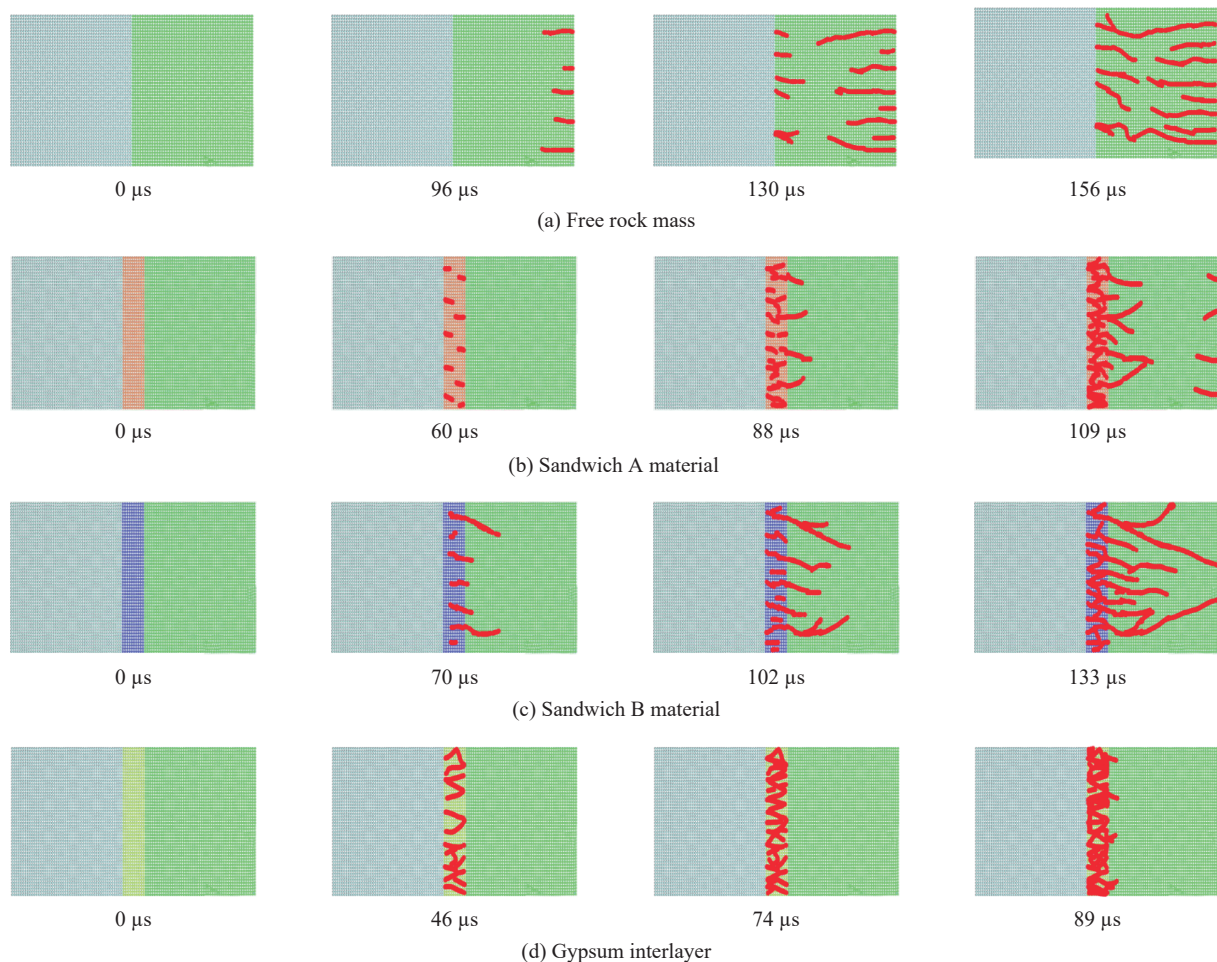 0 µs 96 µs 130 µs 156 µs
(a) Free rock mass
0 µs 60 µs 88 µs 109 µs
(b) Sandwich A material
0 µs 70 µs 102 µs 133 µs
(c) Sandwich B material
0 µs 46 µs 74 µs 89 µs
(d) Gypsum interlayer